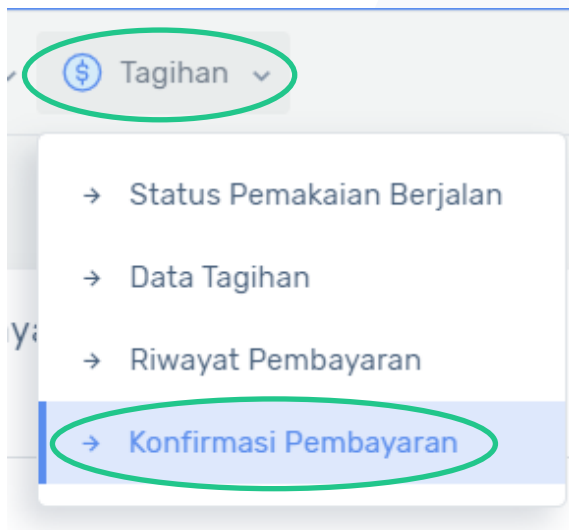 Tagihan
Status Pemakaian Berjalan
Data Tagihan
Riwayat Pembayaran
Konfirmasi Pembayaran